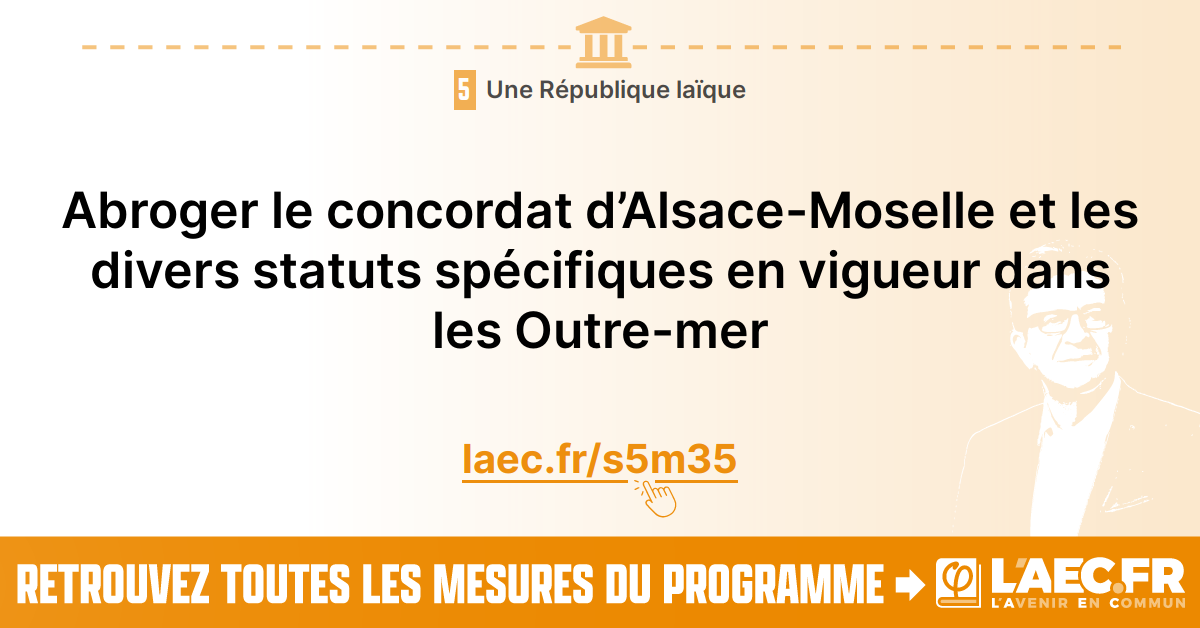 5 Une République laïque
Abroger le concordat d’Alsace-Moselle et les
divers statuts spécifiques en vigueur dans
les Outre-mer
laec.fr/s5m35
RETROUVEZ TOUTES LES MESURES DU PROGRAMME
φ L'AEC.FR
L'AVENIR EN COMMUN